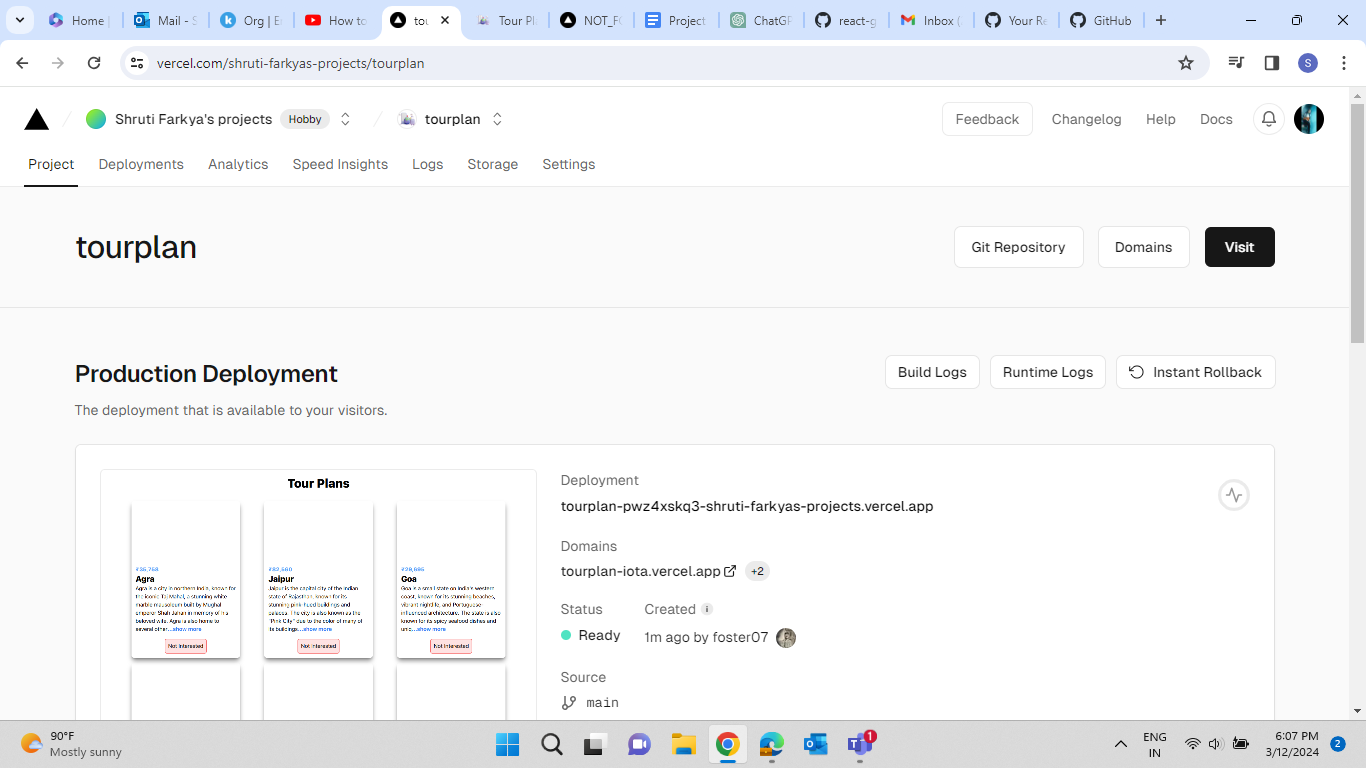 Home |
Mail - S
Org | En
How to
tou
Tour Pl
NOT_FO
Project
ChatGP
react-g
Inbox (
Your Re
GitHub
vercel.com/shruti-farkyas-projects/tourplan
S
Shruti Farkya's projects Hobby
tourplan
Feedback Changelog Help Docs
Project Deployments Analytics Speed Insights Logs Storage Settings
tourplan
Git Repository Domains Visit
Production Deployment
Build Logs Runtime Logs Instant Rollback
The deployment that is available to your visitors.
Tour Plans
₹35,758
Agra
Agra is a city in northern India, known for
the iconic Taj Mahal, a stunning white
marble mausoleum built by Mughal
emperor Shah Jahan in memory of his
beloved wife. Agra is also home to
several other...show more
Not Interested
₹82,560
Jaipur
Jaipur is the capital city of the Indian
state of Rajasthan, known for its
stunning pink-hued buildings and
palaces. The city is also known as the
"Pink City" due to the color of many of
its buildings...show more
Not Interested
₹28,695
Goa
Goa is a small state on India's western
coast, known for its stunning beaches,
vibrant nightlife, and Portuguese-
influenced architecture. The state is also
known for its spicy seafood dishes and
unic...show more
Not Interested
Deployment
tourplan-pwz4xskq3-shruti-farkyas-projects.vercel.app
Domains
tourplan-iota.vercel.app +2
Status Created
Ready 1m ago by foster07
Source
main
90°F
Mostly sunny
1
ENG
IN
6:07 PM
3/12/2024
2